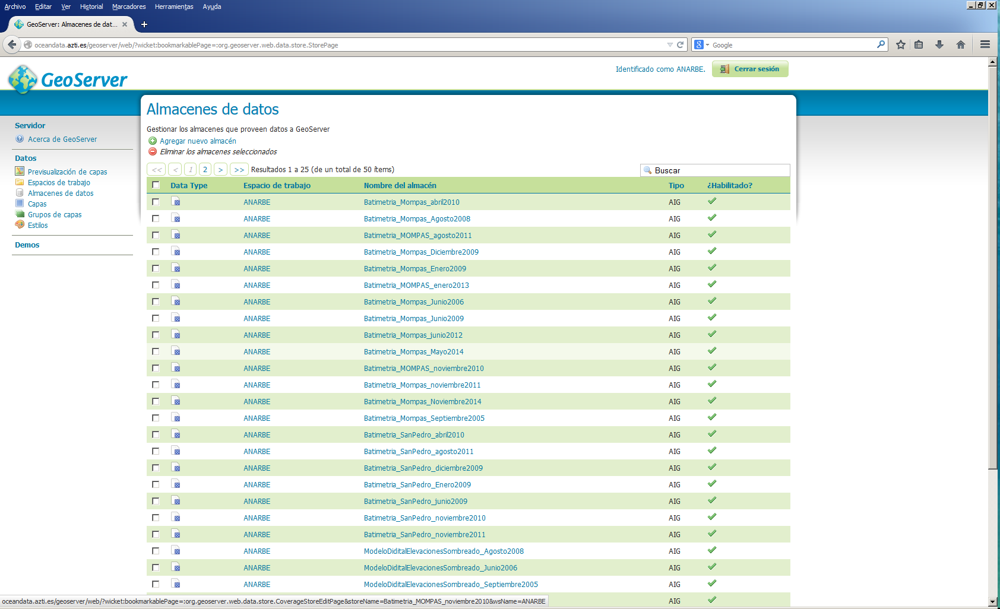 Archivo Editar Ver Historial Marcadores Herramientas Ayuda
GeoServer: Almacenes de dat...
oceandata.azti.es/geoserver/web/?wicket:bookmarkablePage=:org.geoserver.web.data.store.StorePage
Google
GeoServer
Identificado como ANARBE.
Cerrar sesión
Servidor
Acerca de GeoServer
Datos
Previsualización de capas
Espacios de trabajo
Almacenes de datos
Capas
Grupos de capas
Estilos
Demos
Almacenes de datos
Gestionar los almacenes que proveen datos a GeoServer
Agregar nuevo almacén
Eliminar los almacenes seleccionados
<< < 1 2 > >> Resultados 1 a 25 (de un total de 50 ítems)
Buscar
Data Type Espacio de trabajo Nombre del almacén Tipo ¿Habilitado?
ANARBE Batimetria_Mompas_abril2010 AIG
ANARBE Batimetria_Mompas_Agosto2008 AIG
ANARBE Batimetria_MOMPAS_agosto2011 AIG
ANARBE Batimetria_Mompas_Diciembre2009 AIG
ANARBE Batimetria_Mompas_Enero2009 AIG
ANARBE Batimetria_MOMPAS_enero2013 AIG
ANARBE Batimetria_Mompas_Junio2006 AIG
ANARBE Batimetria_Mompas_Junio2009 AIG
ANARBE Batimetria_Mompas_junio2012 AIG
ANARBE Batimetria_Mompas_Mayo2014 AIG
ANARBE Batimetria_MOMPAS_noviembre2010 AIG
ANARBE Batimetria_Mompas_noviembre2011 AIG
ANARBE Batimetria_Mompas_Noviembre2014 AIG
ANARBE Batimetria_Mompas_Septiembre2005 AIG
ANARBE Batimetria_SanPedro_abril2010 AIG
ANARBE Batimetria_SanPedro_agosto2011 AIG
ANARBE Batimetria_SanPedro_diciembre2009 AIG
ANARBE Batimetria_SanPedro_Enero2009 AIG
ANARBE Batimetria_SanPedro_junio2009 AIG
ANARBE Batimetria_SanPedro_noviembre2010 AIG
ANARBE Batimetria_SanPedro_noviembre2011 AIG
ANARBE ModeloDiditalElevacionesSombreado_Agosto2008 AIG
ANARBE ModeloDiditalElevacionesSombreado_Junio2006 AIG
ANARBE ModeloDiditalElevacionesSombreado_Septiembre2005 AIG
AIG
oceandata.azti.es/geoserver/web/?wicket:bookmarkablePage=:org.geoserver.web.data.store.CoverageStoreEditPage&storeName=Batimetria_MOMPAS_noviembre2010&wsName=ANARBE